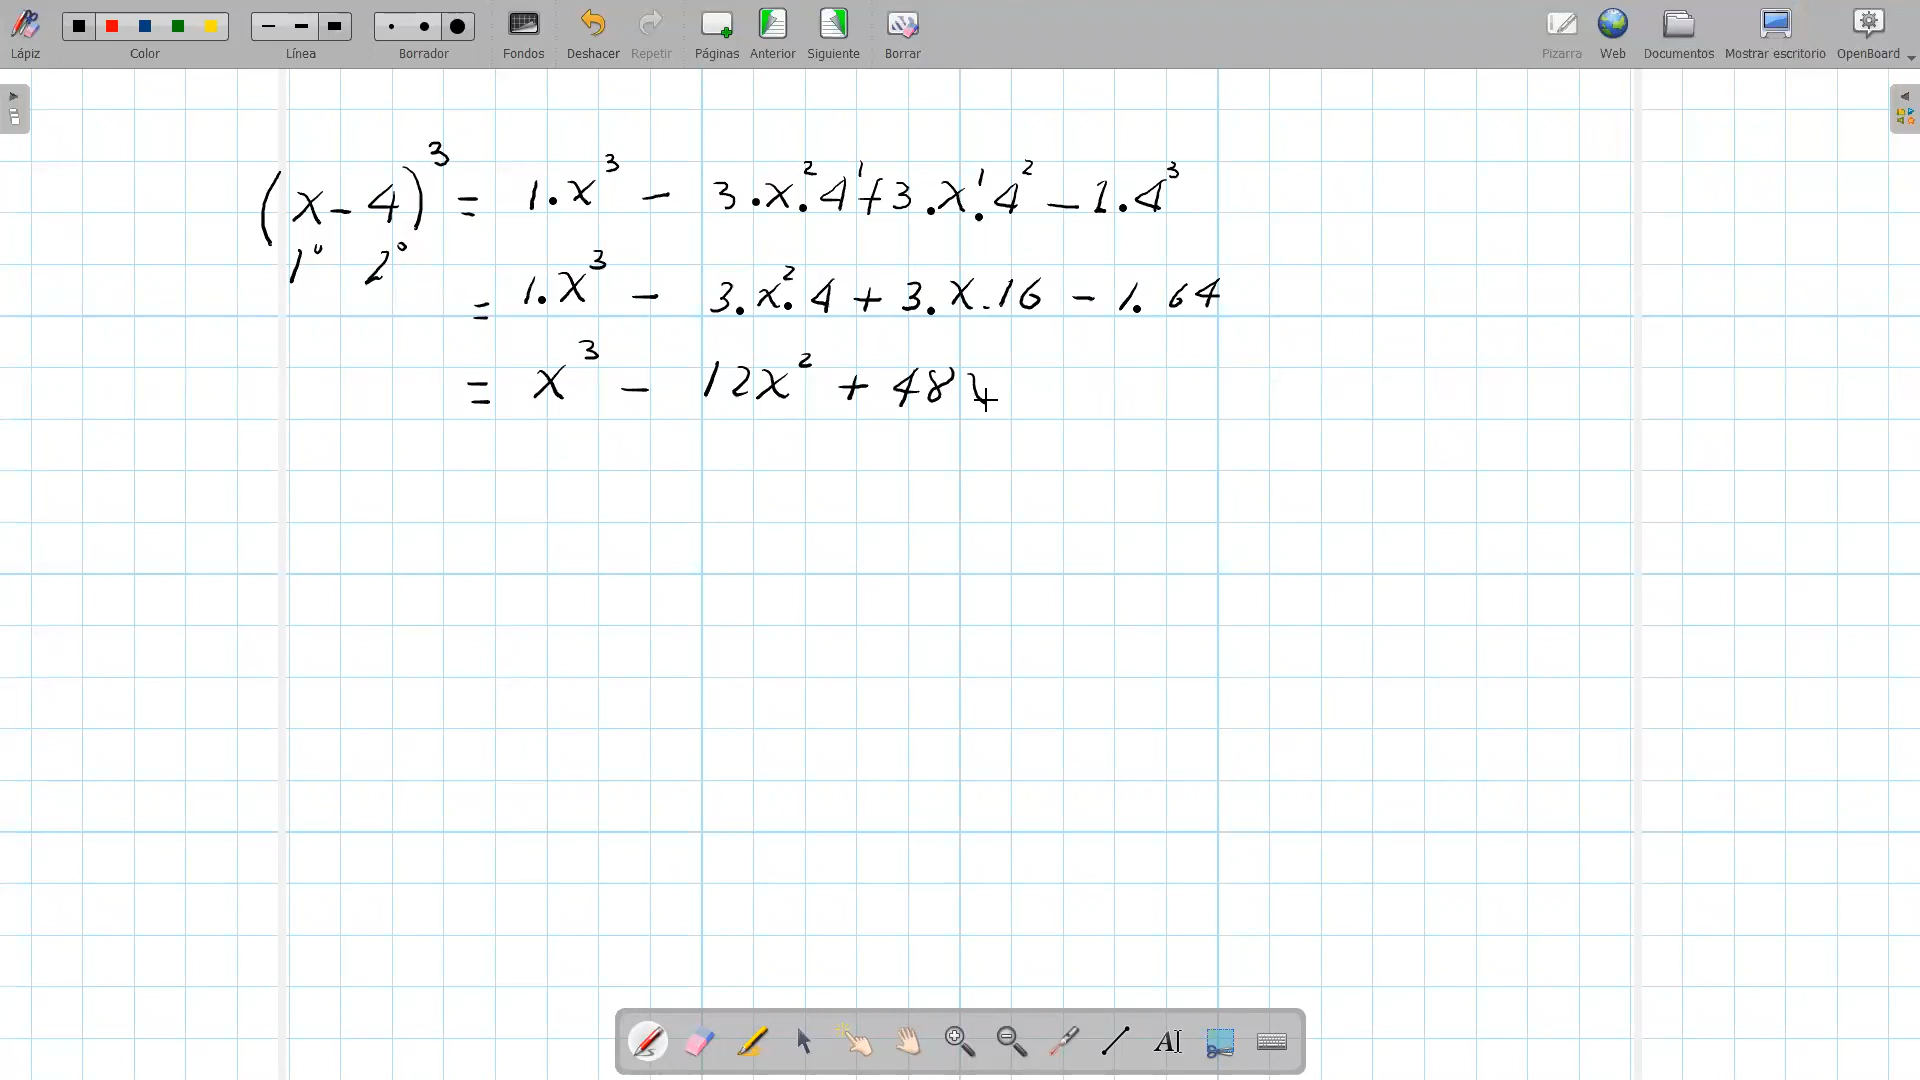 Lápiz Color Línea Borrador Fondos Deshacer Repetir Páginas Anterior Siguiente Borrar Pizarra Web Documentos Mostrar escritorio OpenBoard
(x - 4)³ = 1.x³ - 3.x².4¹ + 3.x¹.4² - 1.4³
1º 2º
= 1.x³ - 3.x².4 + 3.x.16 - 1.64
= x³ - 12x² + 48